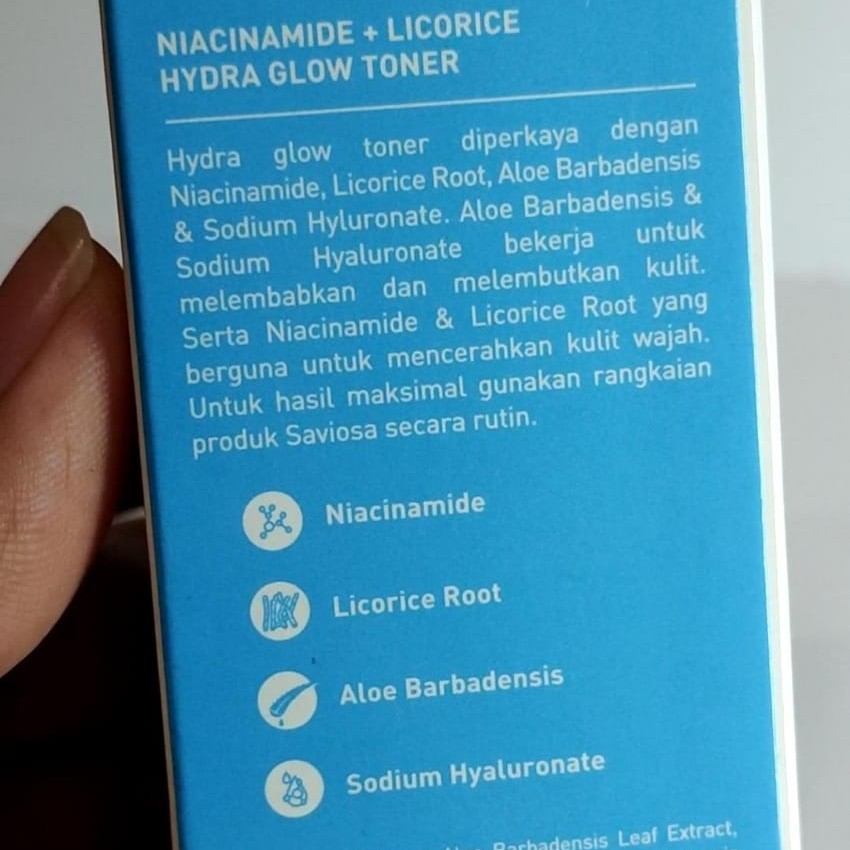 NIACINAMIDE + LICORICE
HYDRA GLOW TONER
Hydra glow toner diperkaya dengan
Niacinamide, Licorice Root, Aloe Barbadensis
& Sodium Hyluronate. Aloe Barbadensis &
Sodium Hyaluronate bekerja untuk
melembabkan dan melembutkan kulit.
Serta Niacinamide & Licorice Root yang
berguna untuk mencerahkan kulit wajah.
Untuk hasil maksimal gunakan rangkaian
produk Saviosa secara rutin.
Niacinamide
Licorice Root
Aloe Barbadensis
Sodium Hyaluronate
Barbadensis Leaf Extract,